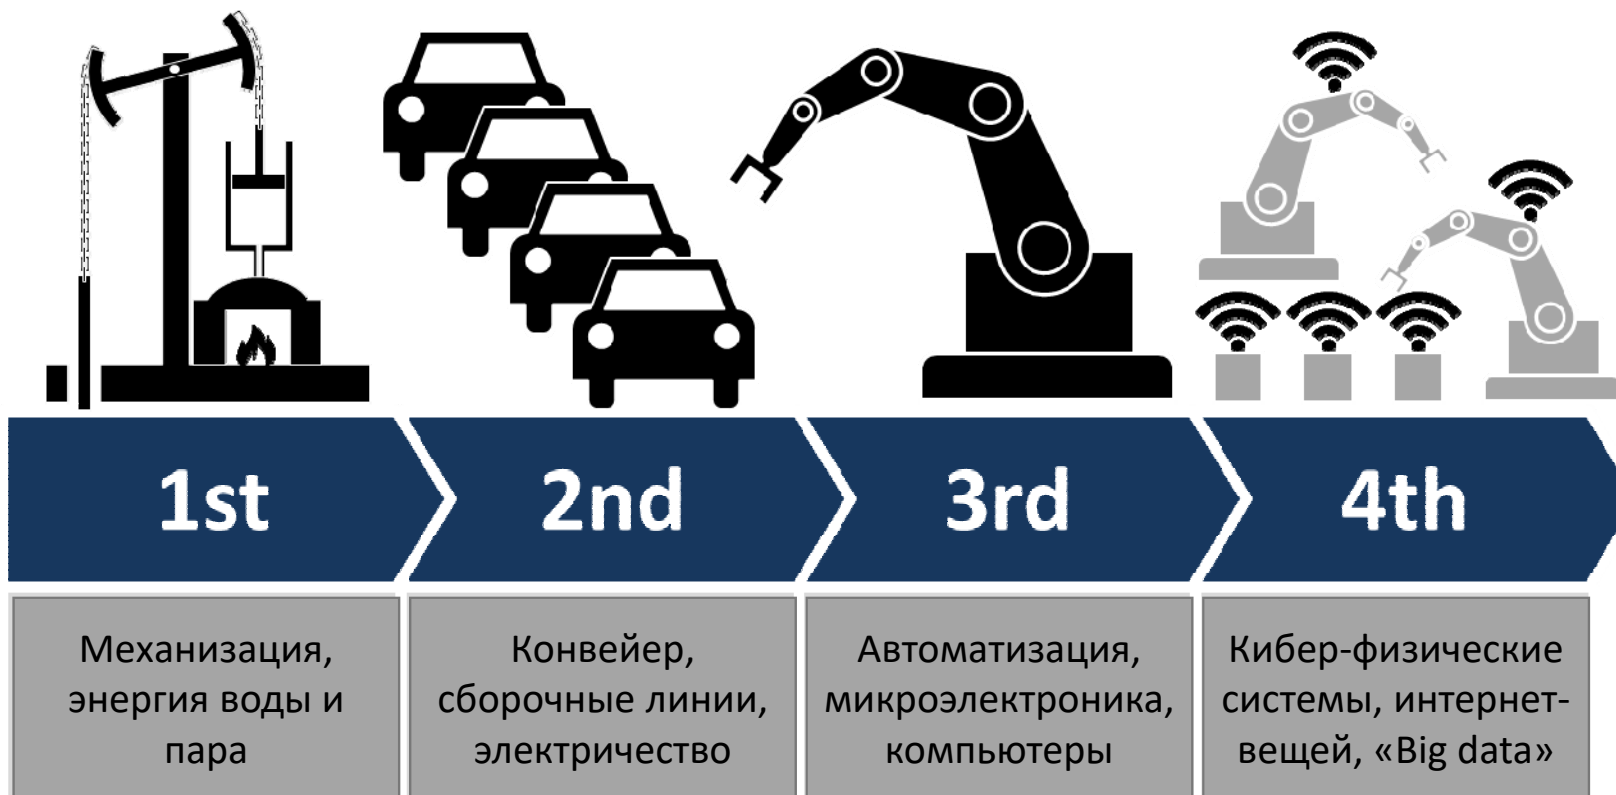 1st
2nd
3rd
4th
Механизация,
энергия воды и
пара
Конвейер,
сборочные линии,
электричество
Автоматизация,
микроэлектроника,
компьютеры
Кибер-физические
системы, интернет-
вещей, «Big data»